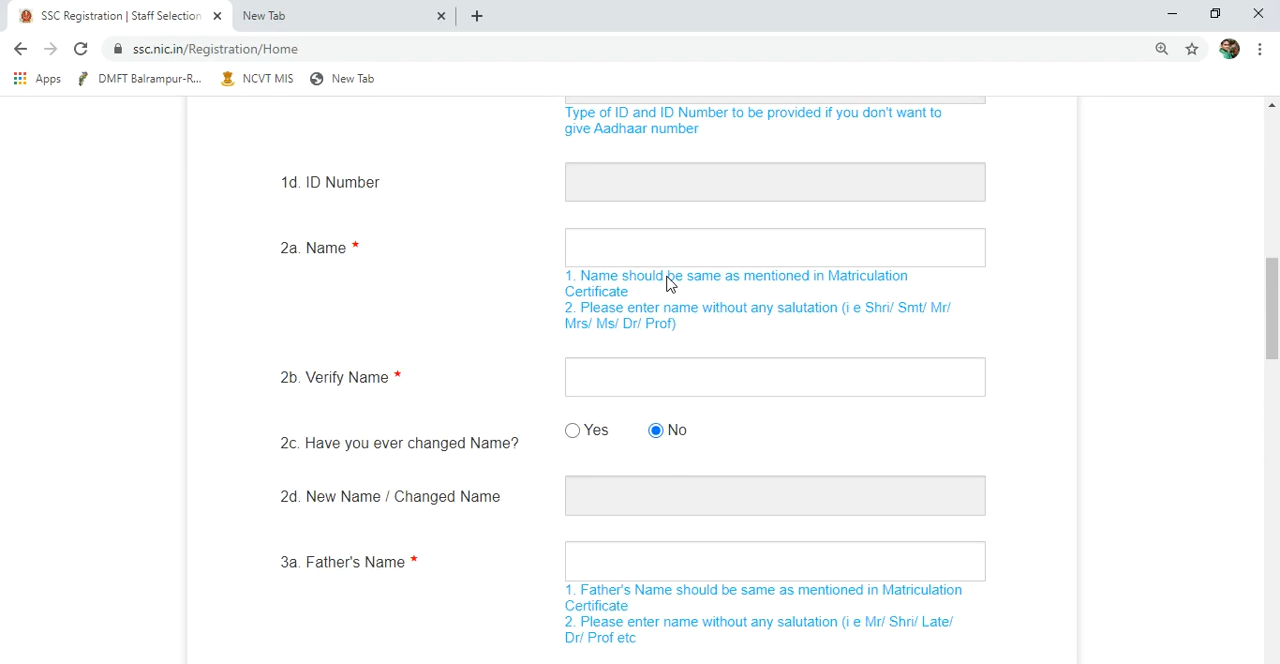 SSC Registration | Staff Selection
New Tab
ssc.nic.in/Registration/Home
Apps
DMFT Balrampur-R...
NCVT MIS
New Tab
Type of ID and ID Number to be provided if you don't want to
give Aadhaar number
1d. ID Number
2a. Name *
1. Name should be same as mentioned in Matriculation
Certificate
2. Please enter name without any salutation (i e Shri/ Smt/ Mr/
Mrs/ Ms/ Dr/ Prof)
2b. Verify Name *
2c. Have you ever changed Name?
Yes
No
2d. New Name / Changed Name
3a. Father's Name *
1. Father's Name should be same as mentioned in Matriculation
Certificate
2. Please enter name without any salutation (i e Mr/ Shri/ Late/
Dr/ Prof etc